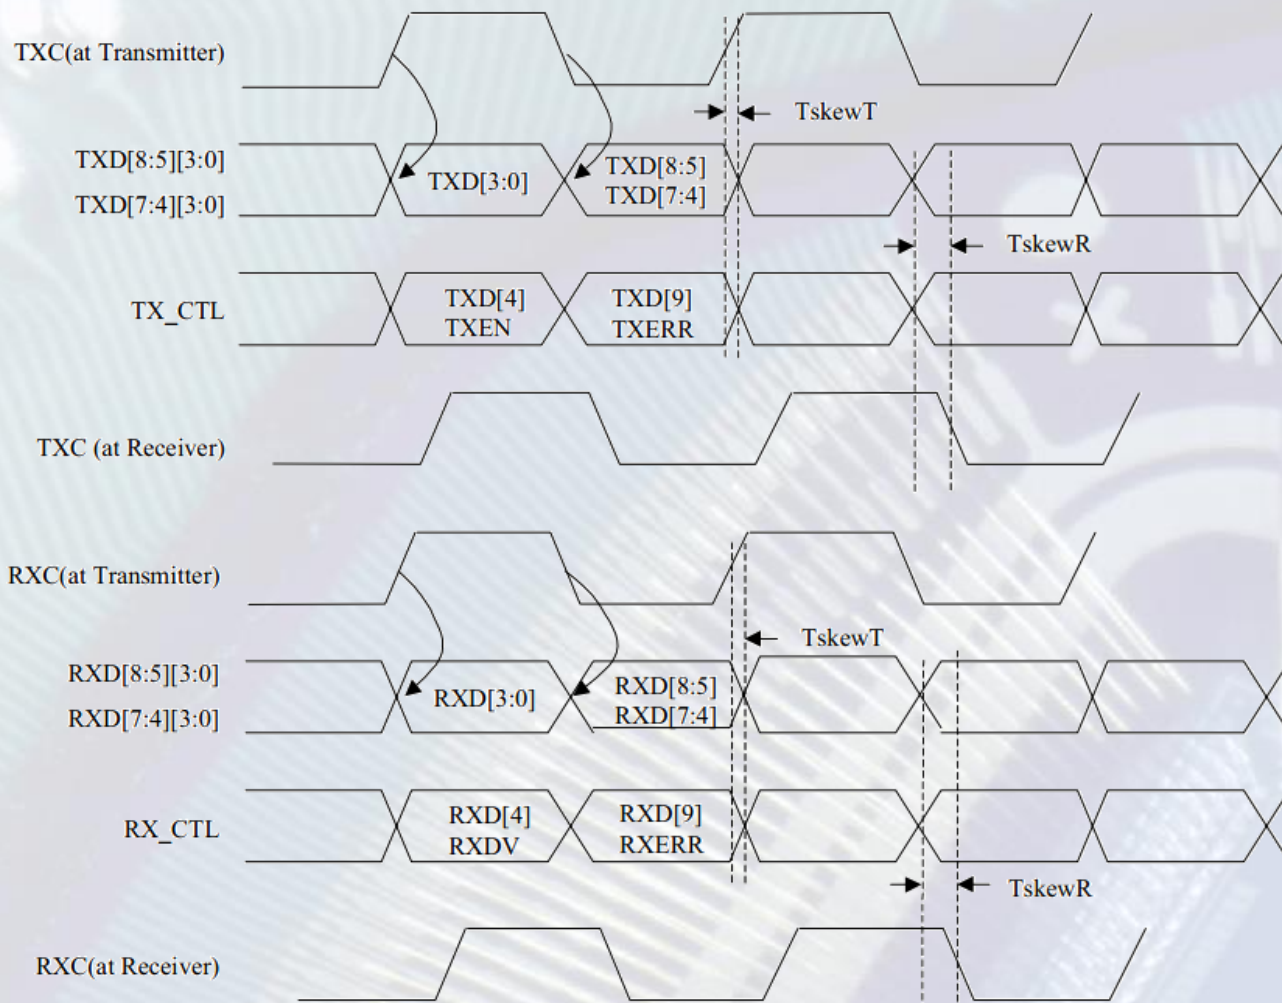 TXC(at Transmitter)
TskewT
TXD[8:5][3:0]
TXD[7:4][3:0]
TXD[3:0]
TXD[8:5]
TXD[7:4]
TskewR
TX_CTL
TXD[4]
TXEN
TXD[9]
TXERR
TXC (at Receiver)
RXC(at Transmitter)
TskewT
RXD[8:5][3:0]
RXD[7:4][3:0]
RXD[3:0]
RXD[8:5]
RXD[7:4]
RX_CTL
RXD[4]
RXDV
RXD[9]
RXERR
TskewR
RXC(at Receiver)